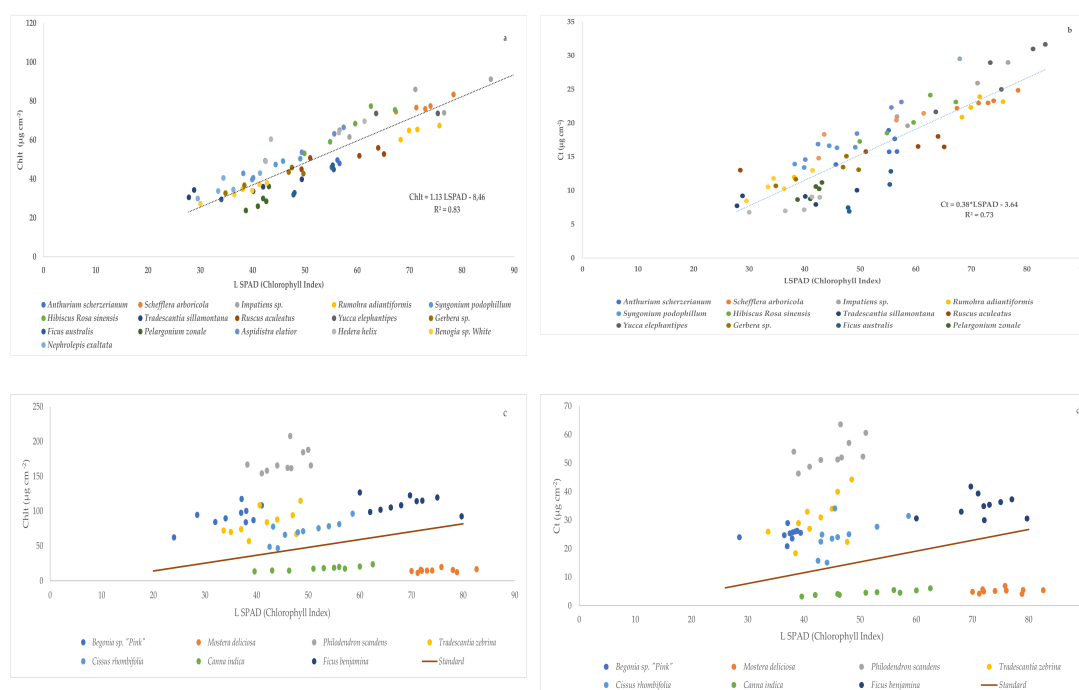 a
120
100
80
60
40
20
0
Chlt (µg cm⁻²)
0 10 20 30 40 50 60 70 80 90
L SPAD (Chlorophyll Index)
Chlt = 1.13 LSPAD - 8,46
R² = 0.83
Anthurium scherzerianum Schefflera arboricola Impatiens sp. Rumohra adiantiformis Syngonium podophullum
Hibiscus Rosa sinensis Tradescantia sillamontana Ruscus aculeatus Yucca elephantipes Gerbera sp.
Ficus australis Pelargonium zonale Aspidistra elatior Hedera helix Benogia sp. White
Nephrolepis exaltata
b
35
30
25
20
15
10
5
0
Ct (µg cm⁻²)
0 10 20 30 40 50 60 70 80
LSPAD (Chlorophyll Index)
Ct = 0.38*LSPAD - 3.64
R² = 0.73
Anthurium scherzerianum Schefflera arboricola Impatiens sp. Rumohra adiantiformis
Syngonium podophullum Hibiscus Rosa sinensis Tradescantia sillamontana Ruscus aculeatus
Yucca elephantipes Gerbera sp. Ficus australis Pelargonium zonale
c
250
200
150
100
50
0
Chlt (µg cm⁻²)
0 10 20 30 40 50 60 70 80 90
L SPAD (Chlorophyll Index)
Begonia sp. "Pink" Mostera deliciosa Philodendron scandens Tradescantia zebrina
Cissus rhombifolia Canna indica Ficus benjamina Standard
70
60
50
40
30
20
10
0
Ct (µg cm⁻²)
0 10 20 30 40 50 60 70 80
L SPAD (Chlorophyll Index)
Begonia sp. "Pink" Mostera deliciosa Philodendron scandens Tradescantia zebrina
Cissus rhombifolia Canna indica Ficus benjamina Standard